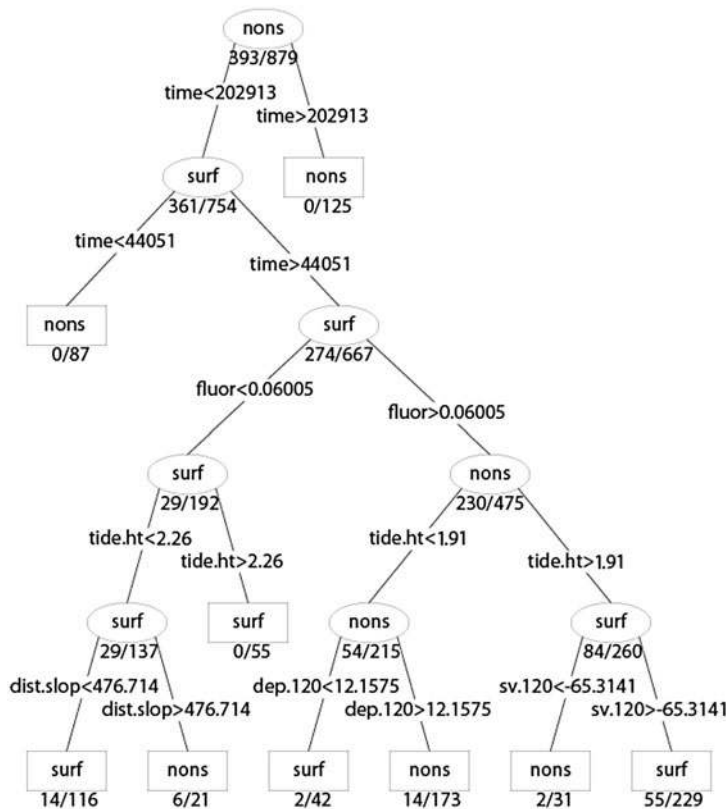 nons
393/879
time<202913
time>202913
surf
361/754
nons
0/125
time<44051
time>44051
nons
0/87
surf
274/667
fluor<0.06005
fluor>0.06005
surf
29/192
nons
230/475
tide.ht<2.26
tide.ht>2.26
tide.ht<1.91
tide.ht>1.91
surf
29/137
surf
0/55
nons
54/215
surf
84/260
dist.slop<476.714
dist.slop>476.714
dep.120<12.1575
dep.120>12.1575
sv.120<-65.3141
sv.120>-65.3141
surf
14/116
nons
6/21
surf
2/42
nons
14/173
nons
2/31
surf
55/229